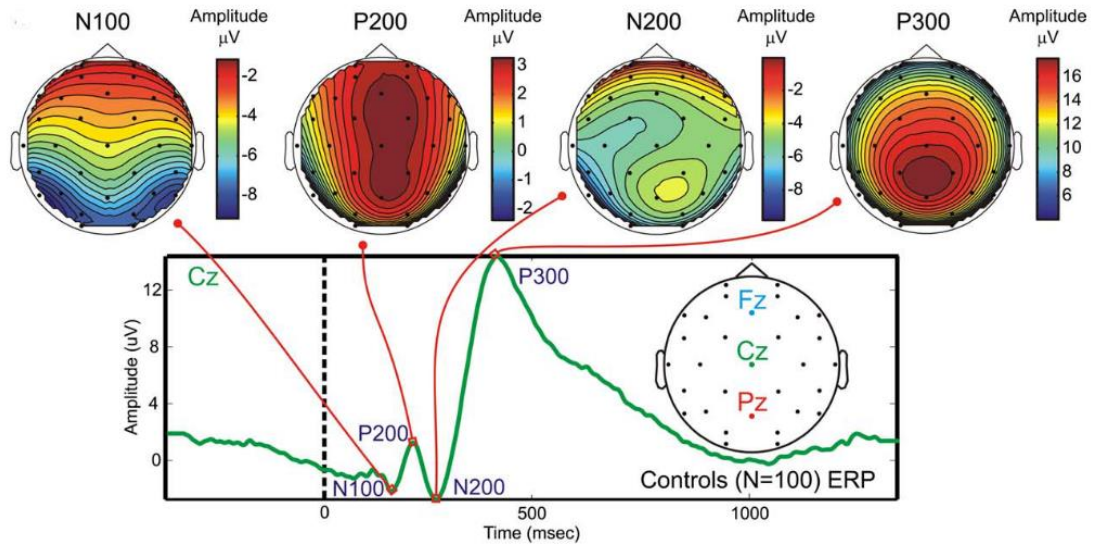 N100
Amplitude
μV
-2
-4
-6
-8
P200
Amplitude
μV
3
2
1
0
-1
-2
N200
Amplitude
μV
-2
-4
-6
-8
P300
Amplitude
μV
16
14
12
10
8
6
Cz
P300
P200
N100
N200
Fz
Cz
Pz
Controls (N=100) ERP
Amplitude (uV)
12
8
4
0
0
500
1000
Time (msec)